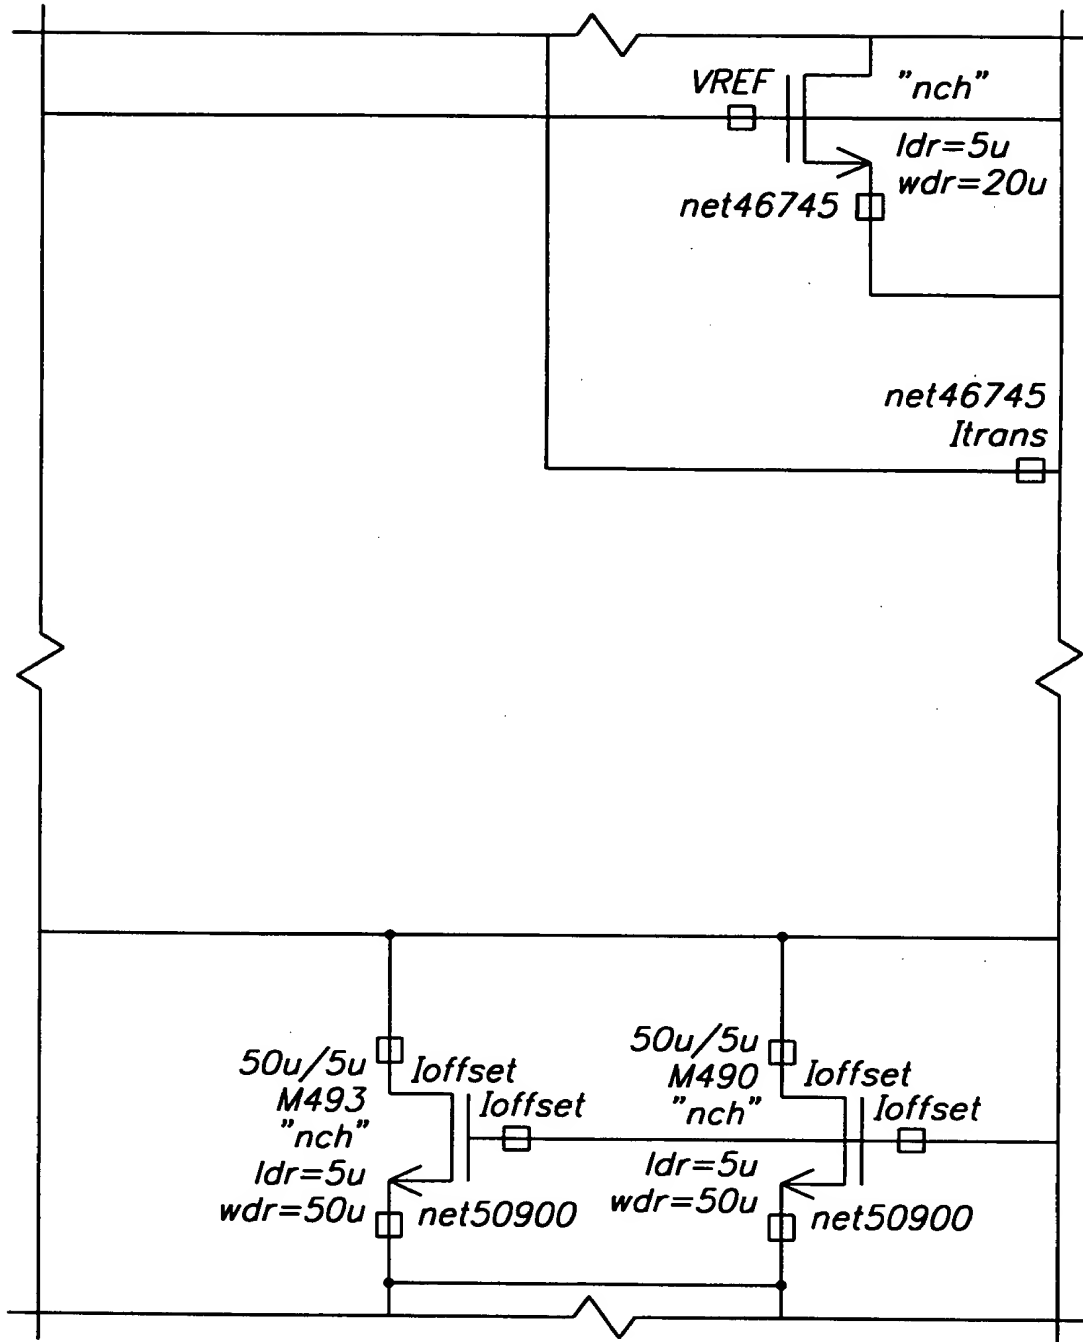 VREF
"nch"
ldr=5u
wdr=20u
net46745
net46745
Itrans
50u/5u
M493
"nch"
ldr=5u
wdr=50u
Ioffset
Ioffset
net50900
50u/5u
M490
"nch"
ldr=5u
wdr=50u
Ioffset
Ioffset
net50900